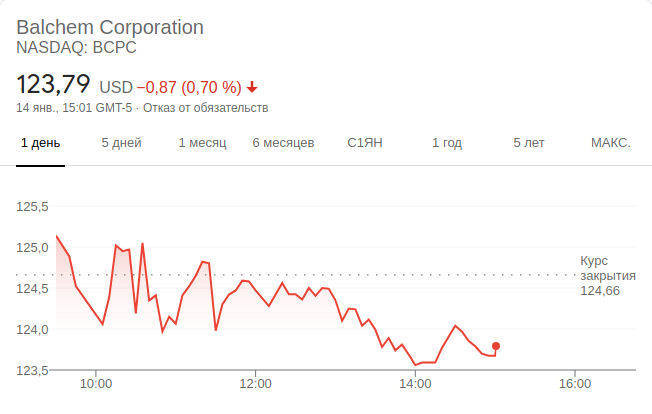 Balchem Corporation
NASDAQ: BCPC
123,79 USD −0,87 (0,70 %)
14 янв., 15:01 GMT-5 · Отказ от обязательств
1 день 5 дней 1 месяц 6 месяцев С1ЯН 1 год 5 лет МАКС.
125,5
125,0
124,5
124,0
123,5
Курс
закрытия
124,66
10:00 12:00 14:00 16:00